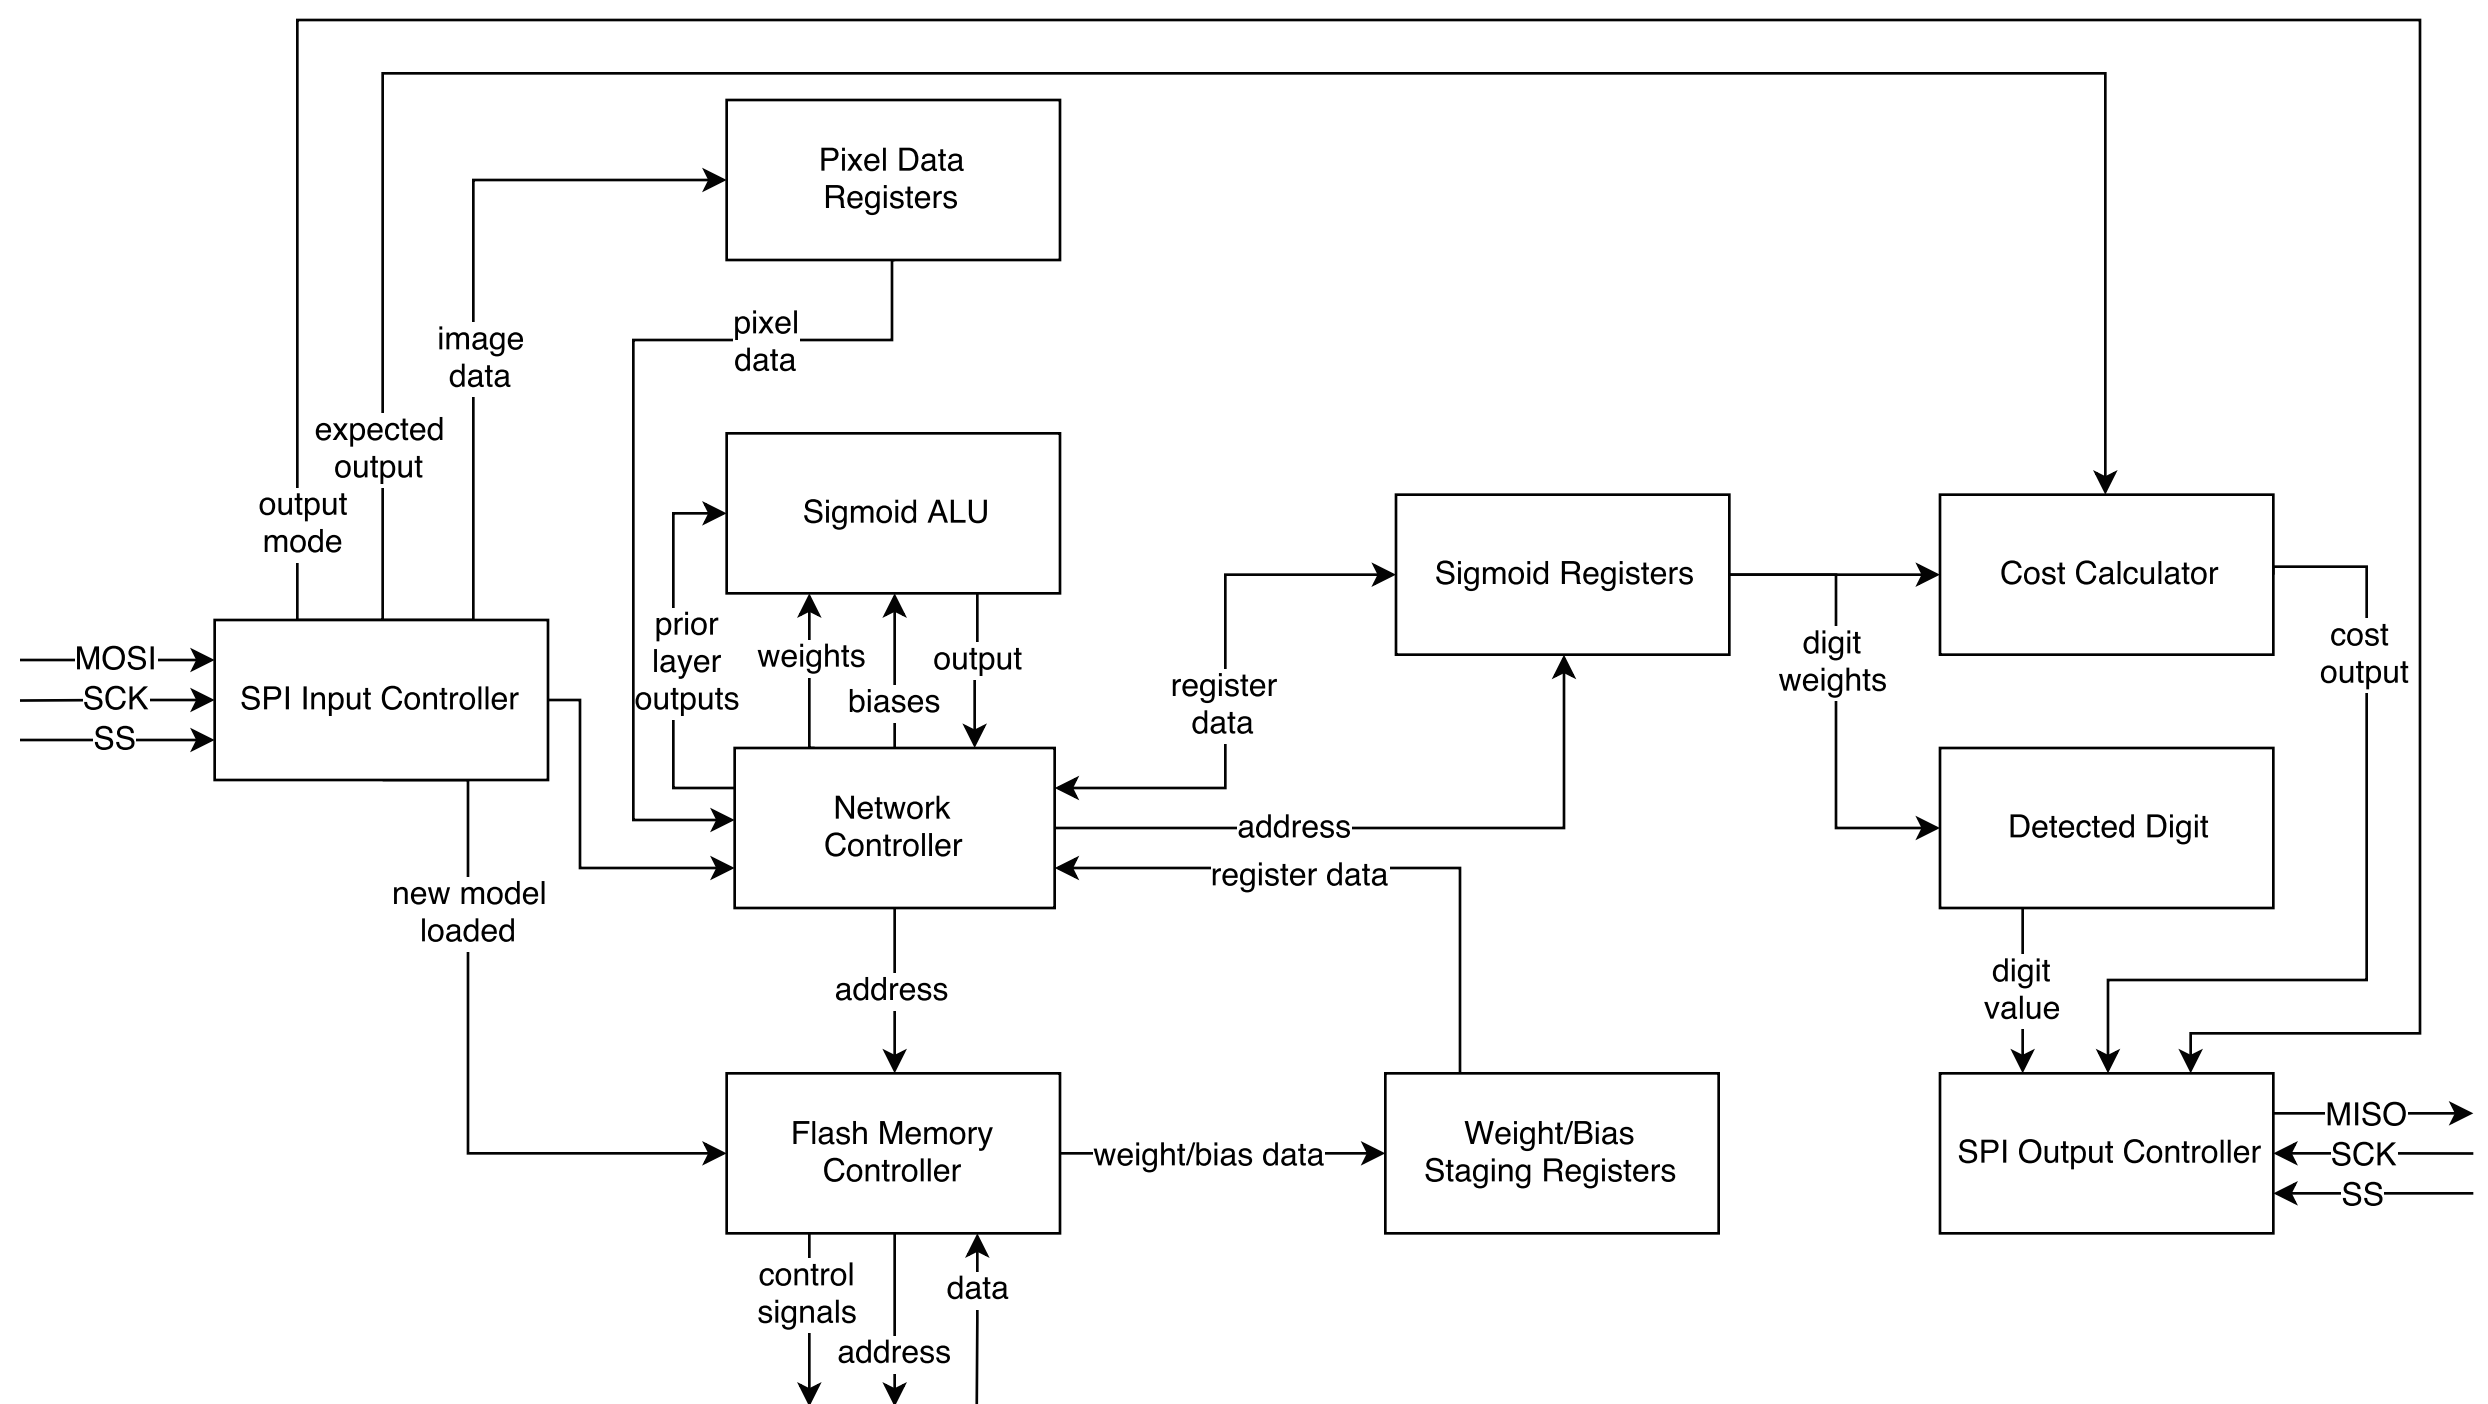 Pixel Data
Registers
image
data
pixel
data
expected
output
output
mode
Sigmoid ALU
Sigmoid Registers
Cost Calculator
prior
layer
outputs
weights
biases
output
register
data
digit
weights
cost
output
MOSI
SCK
SS
SPI Input Controller
Network
Controller
address
register data
Detected Digit
new model
loaded
address
digit
value
Flash Memory
Controller
weight/bias data
Weight/Bias
Staging Registers
SPI Output Controller
MISO
SCK
SS
control
signals
address
data